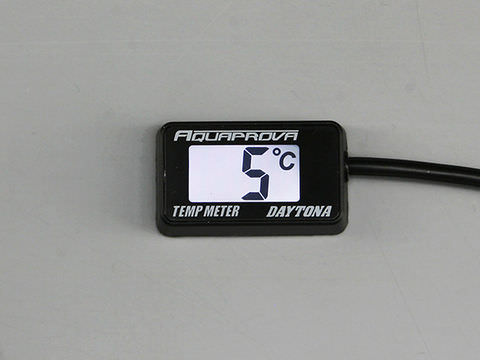 AQUAPROVA
5°C
TEMP METER DAYTONA